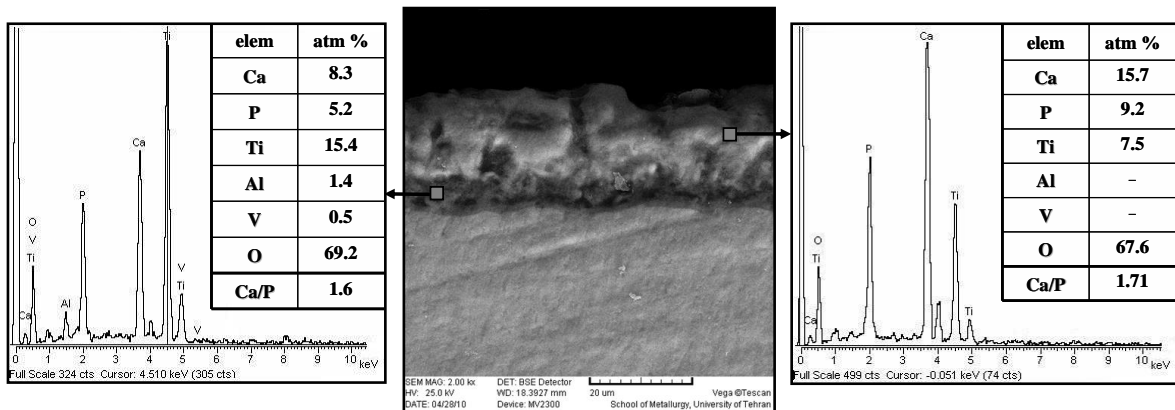 elem atm %
Ca 8.3
P 5.2
Ti 15.4
Al 1.4
V 0.5
O 69.2
Ca/P 1.6
Ti
Ca
P
O
V
Ti
Ca
Al
V
Ti
V
0 1 2 3 4 5 6 7 8 9 10
keV
Full Scale 324 cts Cursor: 4.510 keV (305 cts)
SEM MAG: 2.00 kx DET: BSE Detector
HV: 25.0 kV WD: 18.3927 mm 20 um Vega ©Tescan
DATE: 04/28/10 Device: MV2300 School of Metallurgy, University of Tehran
elem atm %
Ca 15.7
P 9.2
Ti 7.5
Al -
V -
O 67.6
Ca/P 1.71
Ca
P
Ti
O
Ti
Ca
Ti
0 1 2 3 4 5 6 7 8 9 10
keV
Full Scale 499 cts Cursor: -0.051 keV (74 cts)